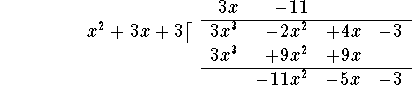 3x -11
x² + 3x + 3⌈ 3x³ -2x² +4x -3
3x³ +9x² +9x
-11x² -5x -3